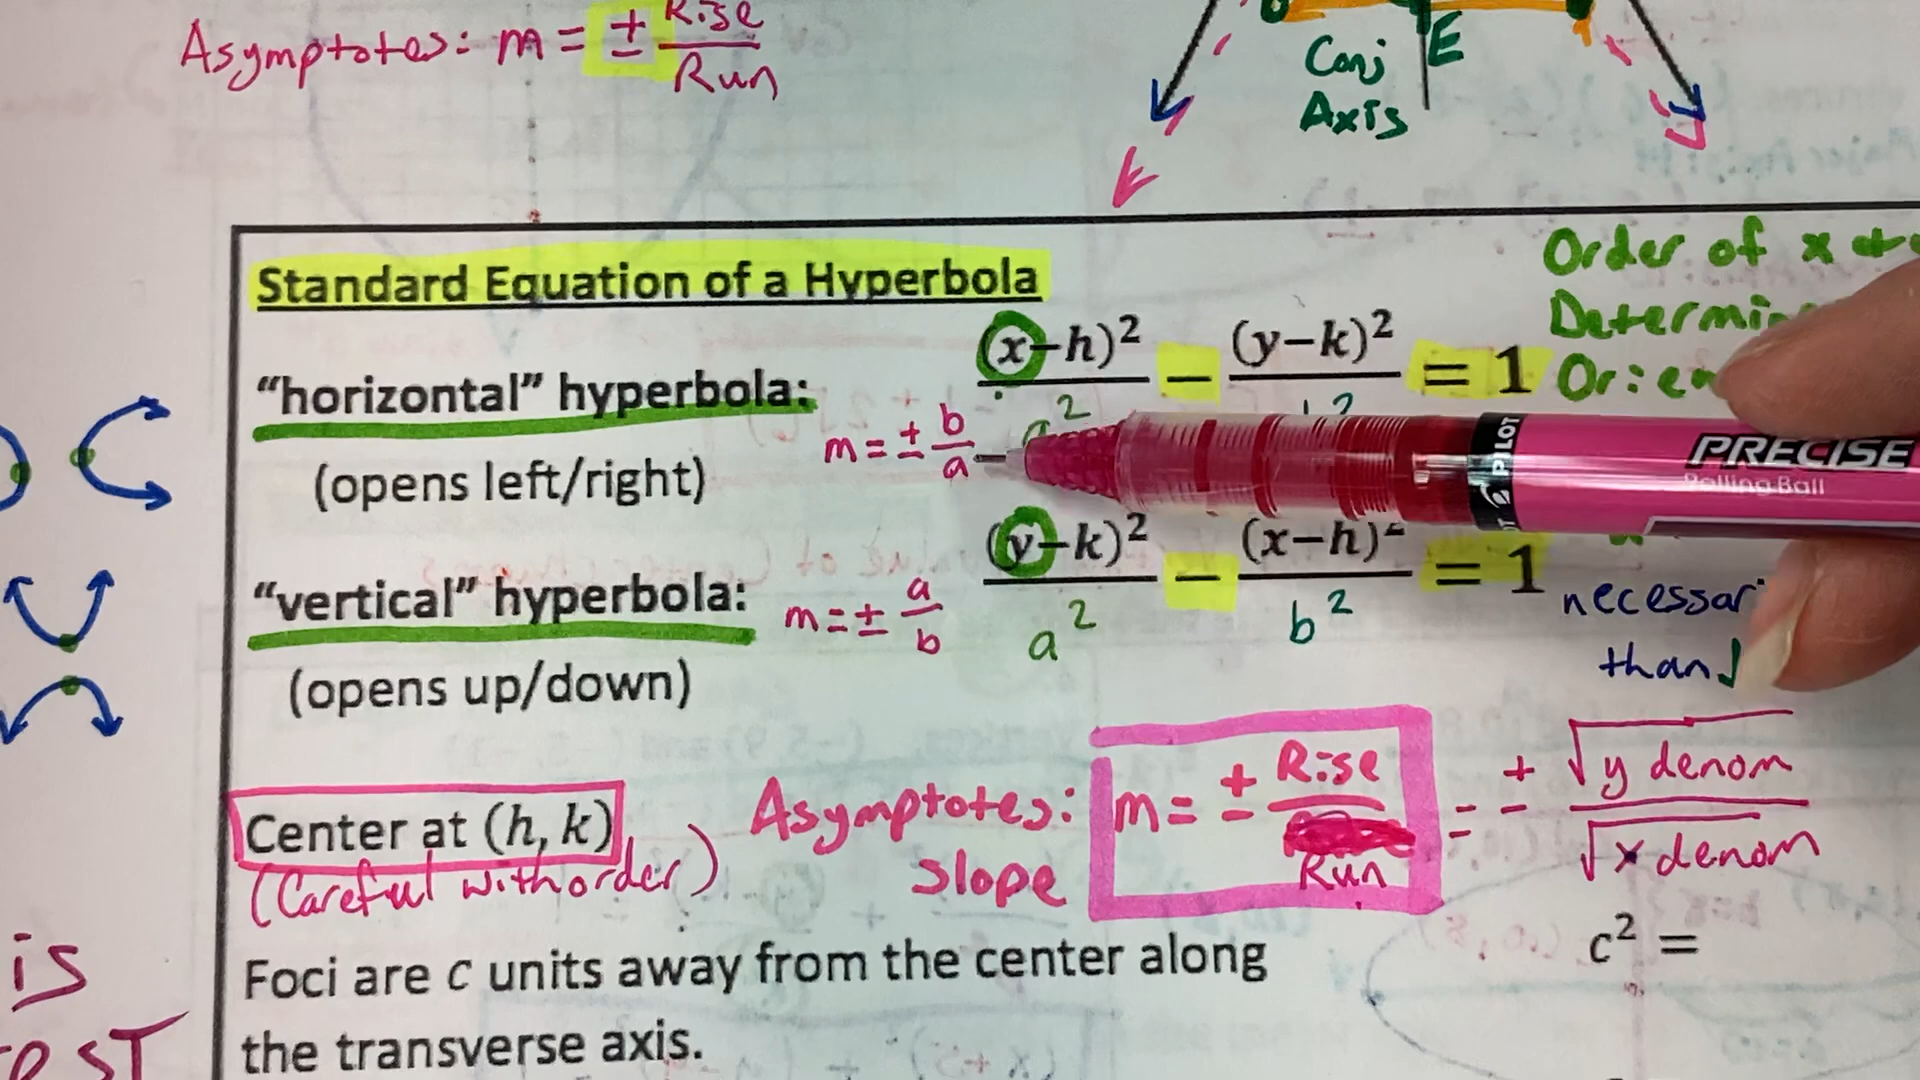 Asymptotes: m = ± Rise / Run
Conj E
Axis
Standard Equation of a Hyperbola
Order of x
“horizontal” hyperbola: (x−h)² / a² − (y−k)² / = 1
m = ± b/a
(opens left/right)
PILOT PRECISE
Rolling Ball
“vertical” hyperbola: m = ± a/b (y−k)² / a² − (x−h)² / b² = 1
(opens up/down)
necessar
than
Center at (h, k)
(Careful with order)
Asymptotes: m = ± Rise / Run = ± √y denom / √x denom
slope
c² =
Foci are c units away from the center along
the transverse axis.
is